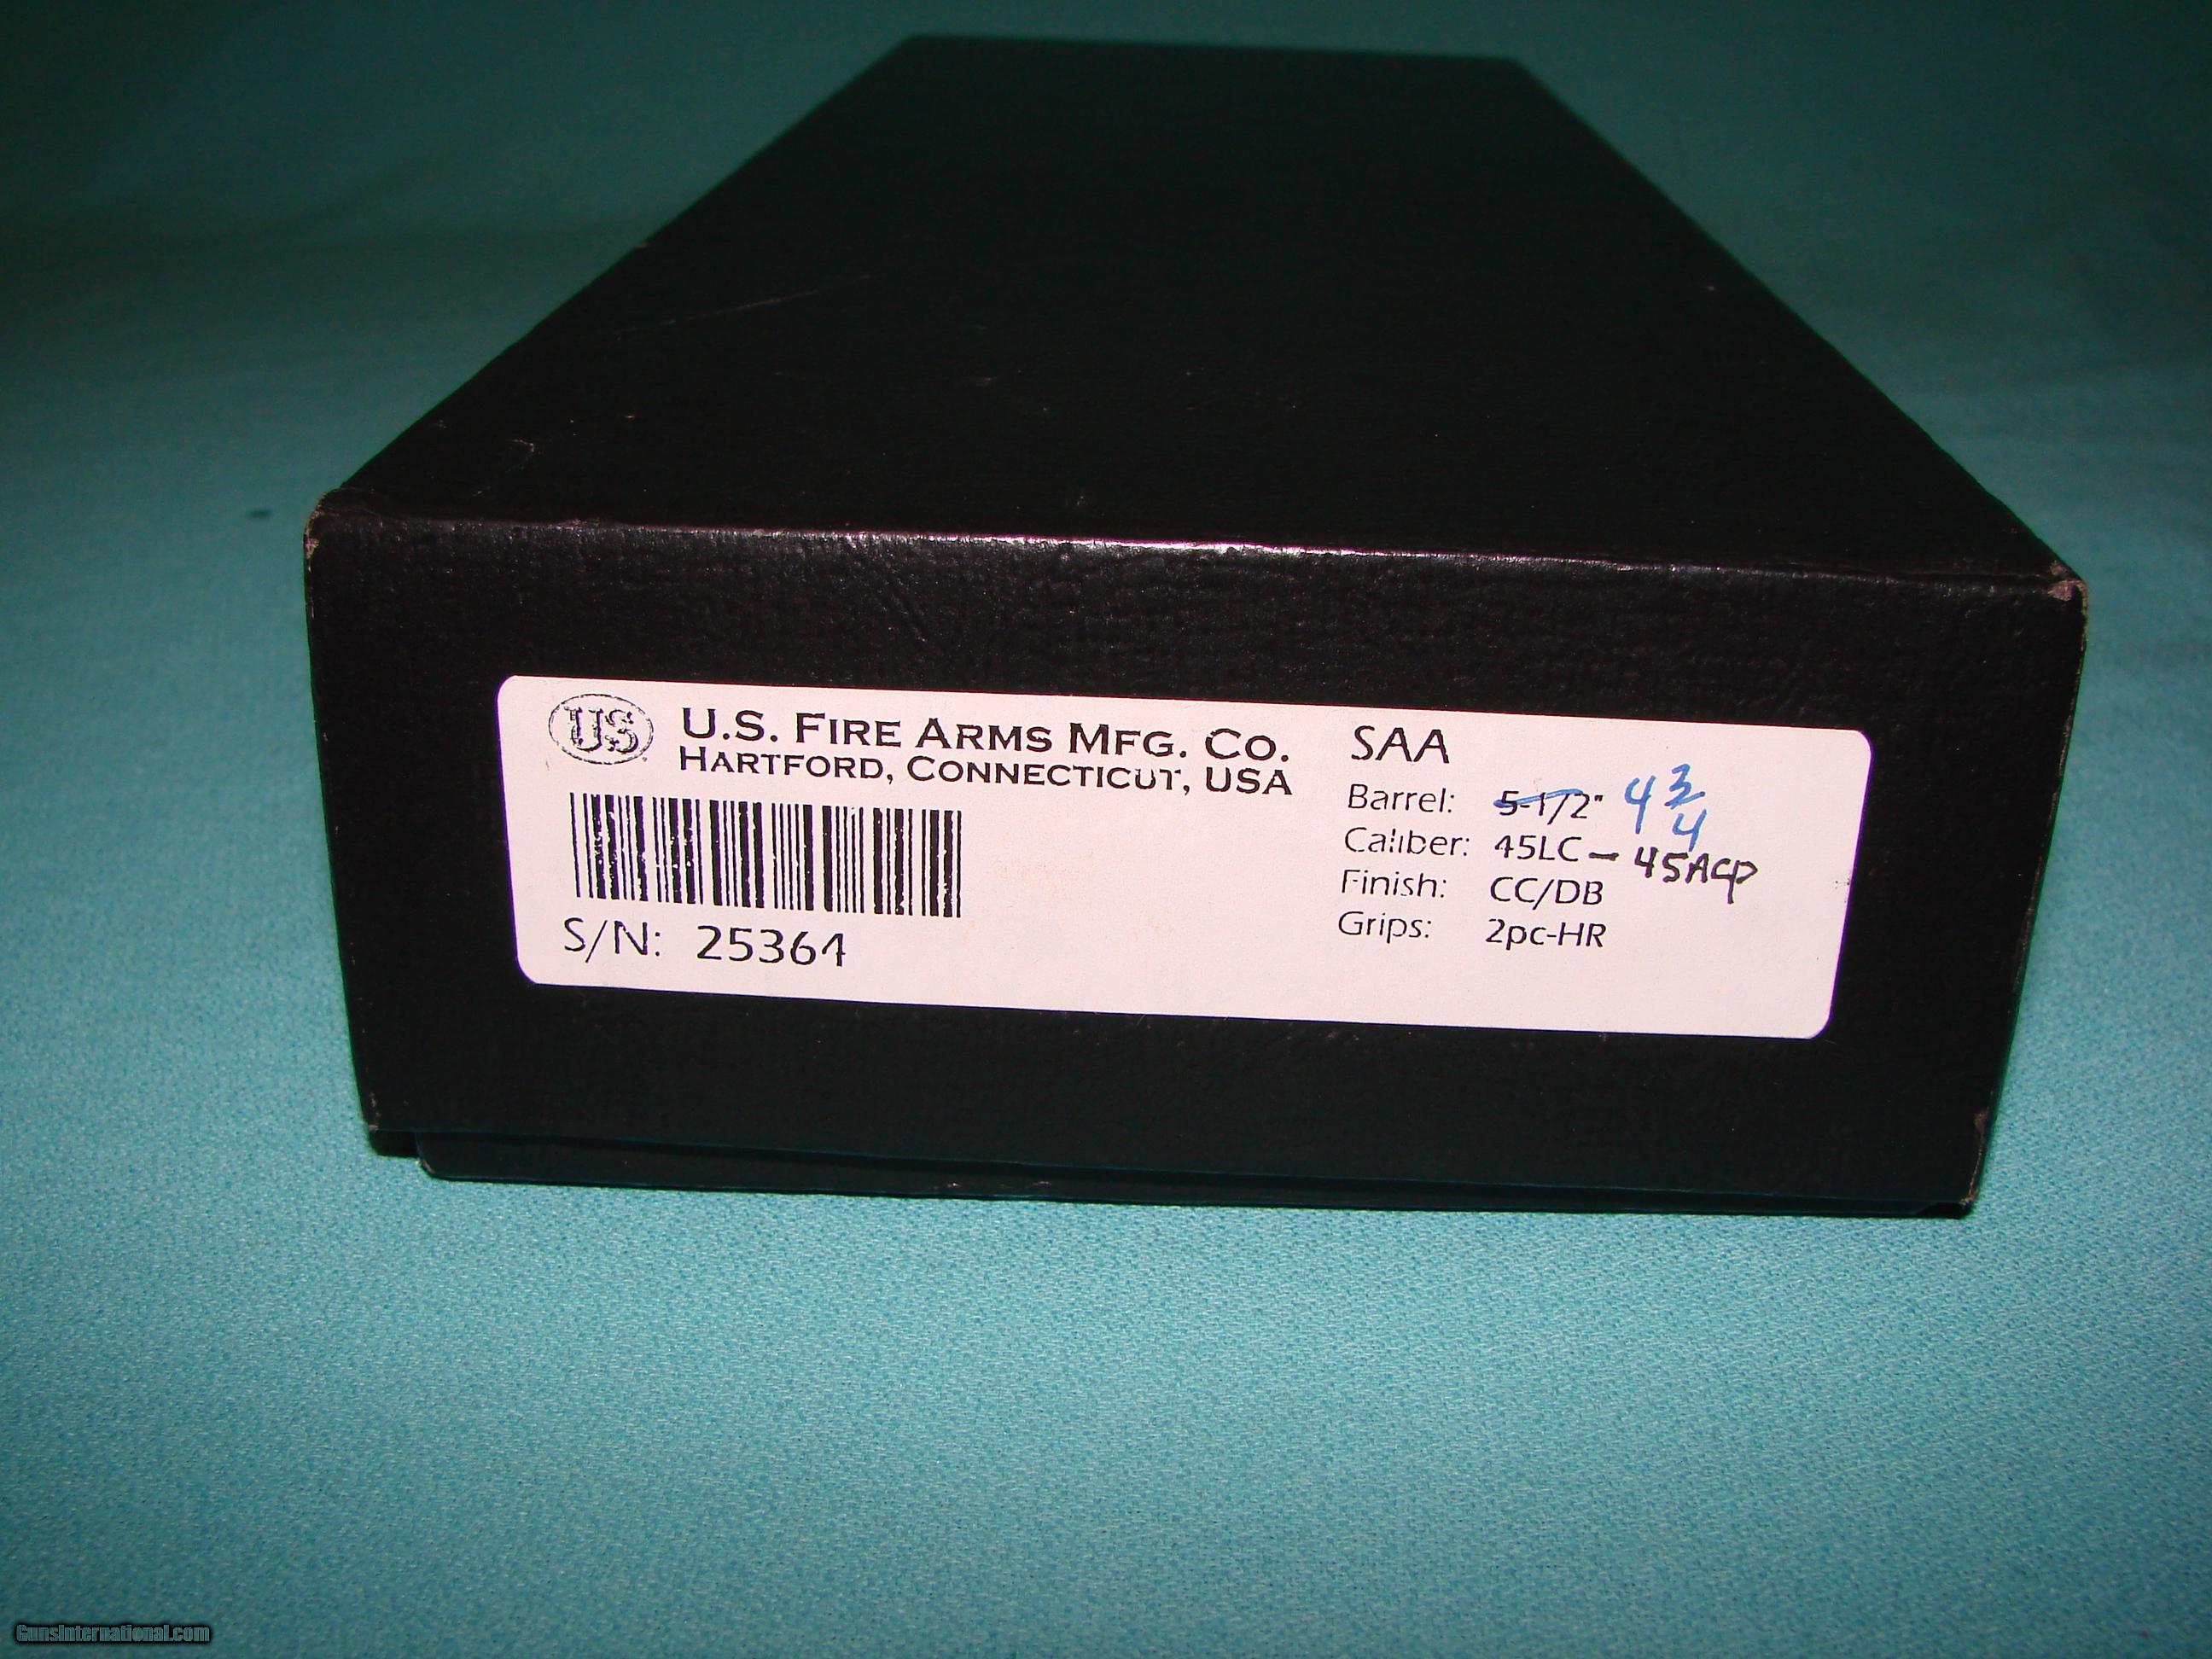 US U.S. FIRE ARMS MFG. CO.
HARTFORD, CONNECTICUT, USA
S/N: 25364
SAA
Barrel: 5-1/2" 4 3/4
Caliber: 45LC - 45ACP
Finish: CC/DB
Grips: 2pc-HR
GunsInternational.com